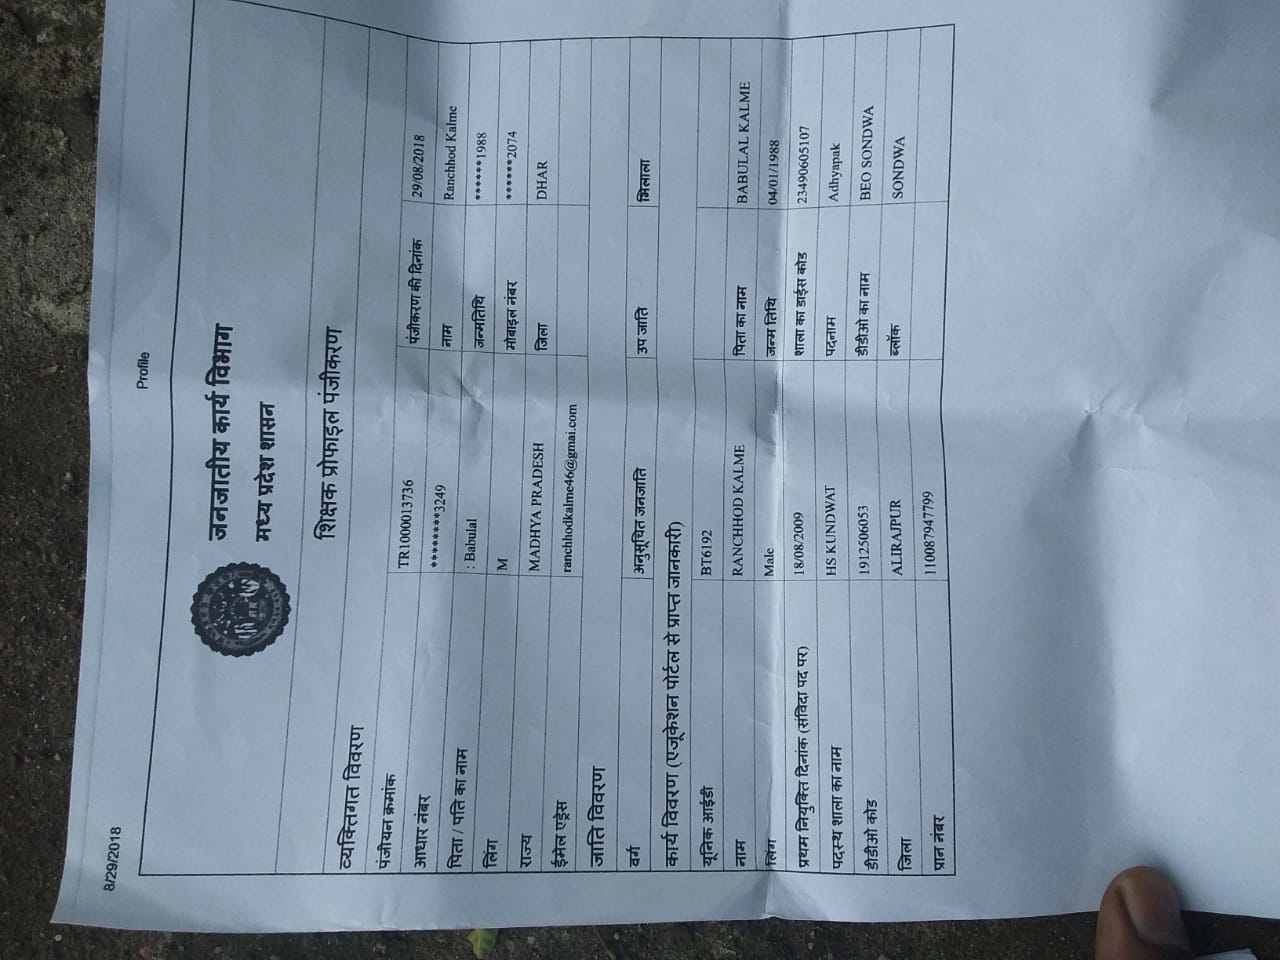 8/29/2018 Profile
जनजातीय कार्य विभाग
मध्य प्रदेश शासन
शिक्षक प्रोफाइल पंजीकरण
व्यक्तिगत विवरण
पंजीयन क्रमांक TR1000013736 पंजीकरण की दिनांक 29/08/2018
आधार नंबर ********3249 नाम Ranchhod Kalme
पिता / पति का नाम : Babulal जन्मतिथि ******1988
लिंग M मोबाइल नंबर ******2074
राज्य MADHYA PRADESH जिला DHAR
ईमेल एड्रेस ranchhodkalme46@gmai.com
जाति विवरण
वर्ग अनुसूचित जनजाति उप जाति भिलाला
कार्य विवरण (एजूकेशन पोर्टल से प्राप्त जानकारी)
यूनिक आईडी BT6192
नाम RANCHHOD KALME पिता का नाम BABULAL KALME
लिंग Male जन्म तिथि 04/01/1988
प्रथम नियुक्ति दिनांक (संविदा पद पर) 18/08/2009 शाला का डाईस कोड 23490605107
पदस्थ शाला का नाम HS KUNDWAT पदनाम Adhyapak
डीडीओ कोड 1912506053 डीडीओ का नाम BEO SONDWA
जिला ALIRAJPUR ब्लॉक SONDWA
प्रान नंबर 110087947799